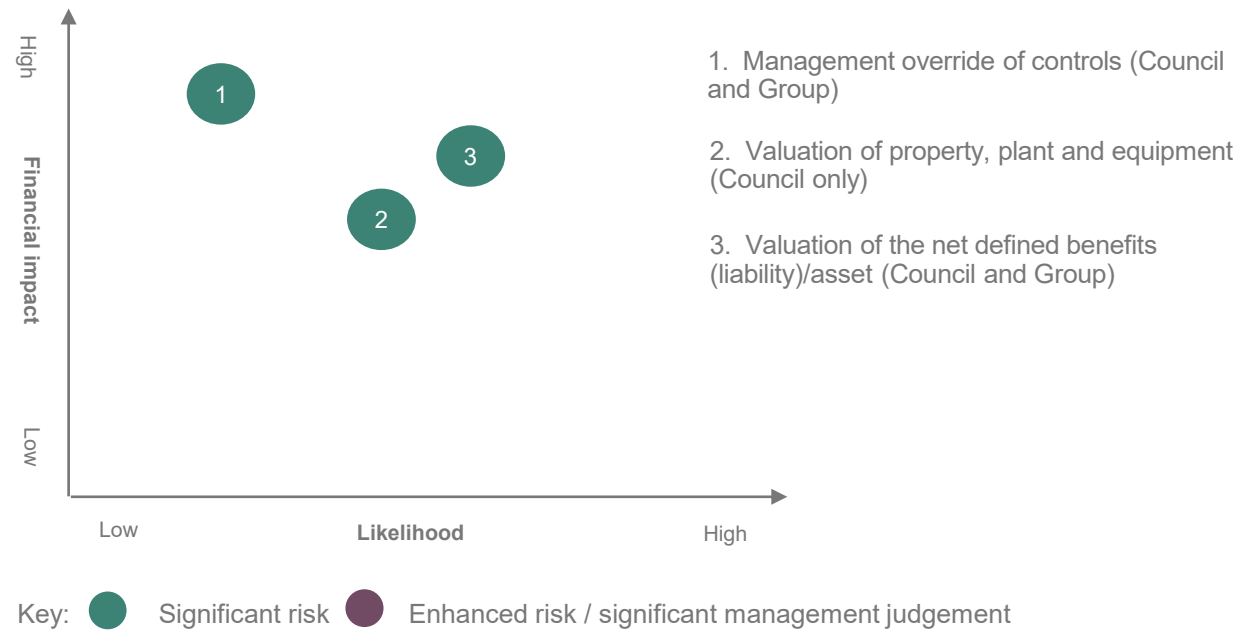 High
Financial impact
Low
1
3
2
Low
Likelihood
High
1. Management override of controls (Council
and Group)
2. Valuation of property, plant and equipment
(Council only)
3. Valuation of the net defined benefits
(liability)/asset (Council and Group)
Key: Significant risk Enhanced risk / significant management judgement